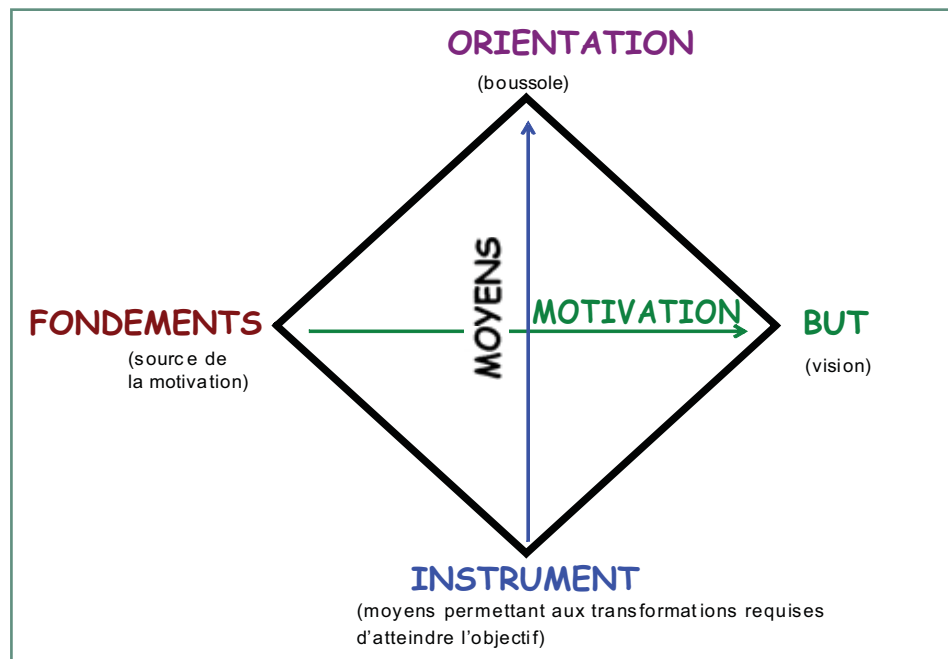 ORIENTATION
(boussole)
MOYENS
MOTIVATION
FONDEMENTS
(source de
la motivation)
BUT
(vision)
INSTRUMENT
(moyens permettant aux transformations requises
d'atteindre l'objectif)